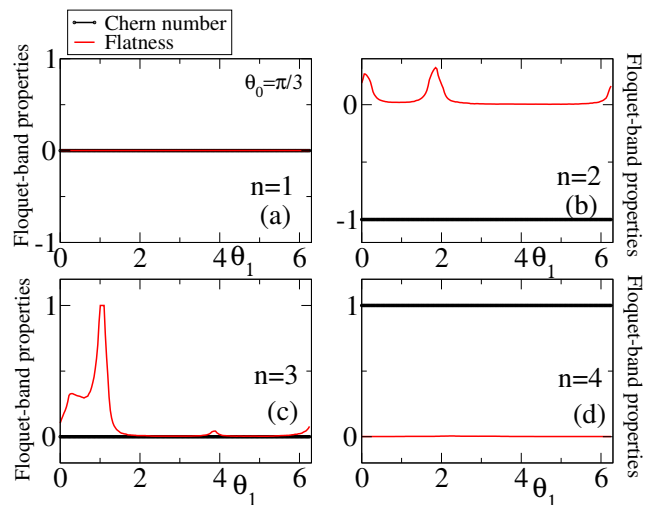 Chern number
Flatness
Floquet-band properties
1
0
-1
θ₀=π/3
n=1
(a)
0 2 4 6
θ₁
Floquet-band properties
0
-1
n=2
(b)
0 2 4 6
θ₁
Floquet-band properties
1
0
n=3
(c)
0 2 4 6
θ₁
Floquet-band properties
1
0
n=4
(d)
0 2 4 6
θ₁